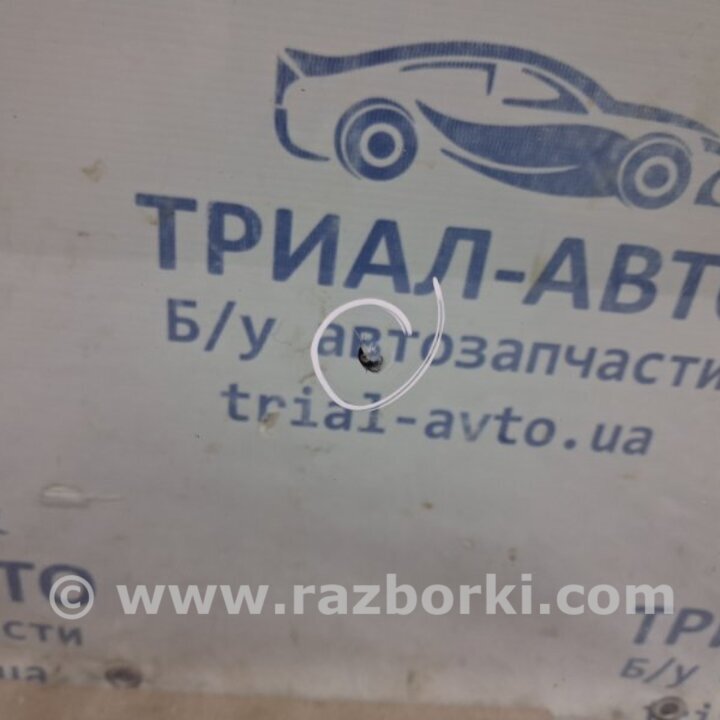 ТРИАЛ-АВТО
Б/у автозапчасти
trial-avto.ua
© www.razborki.com
Б/у